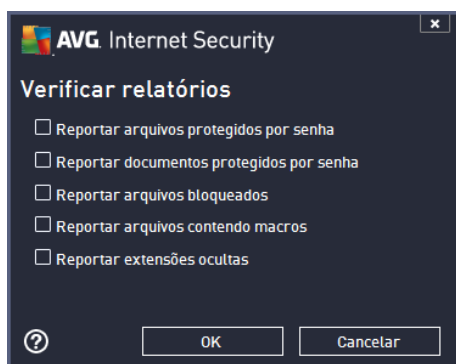 AVG. Internet Security
Verificar relatórios
Reportar arquivos protegidos por senha
Reportar documentos protegidos por senha
Reportar arquivos bloqueados
Reportar arquivos contendo macros
Reportar extensões ocultas
OK
Cancelar